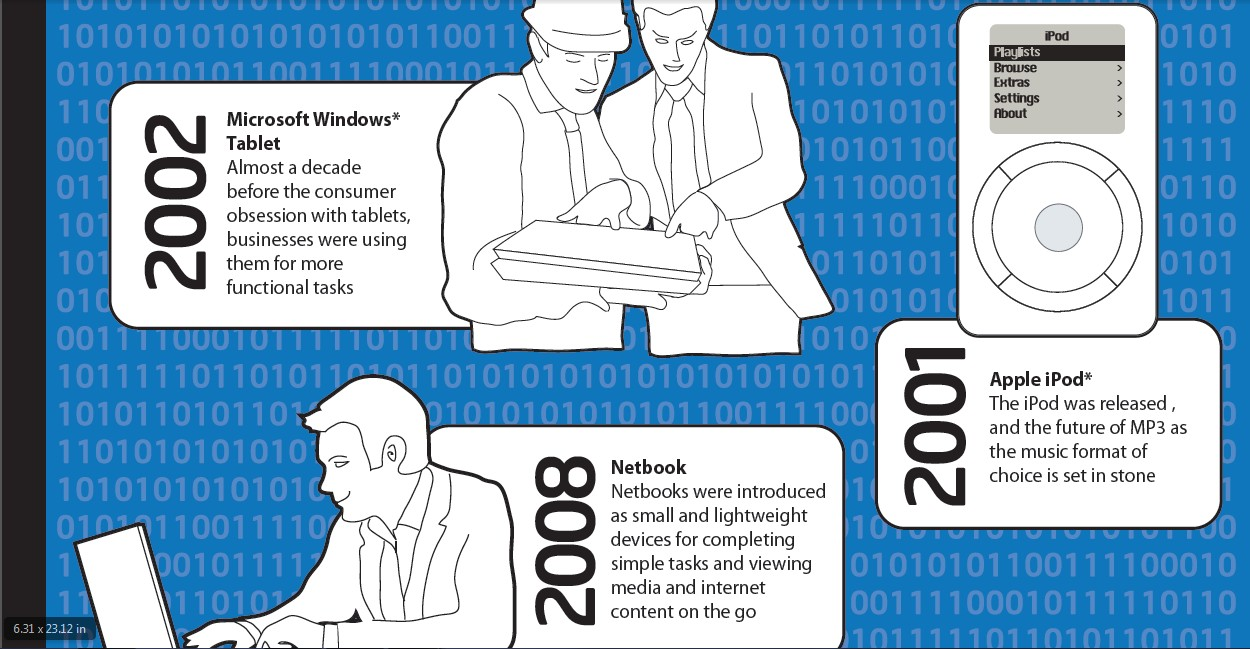 iPod
Playlists
Browse >
Extras >
Settings >
About >
2002
Microsoft Windows*
Tablet
Almost a decade
before the consumer
obsession with tablets,
businesses were using
them for more
functional tasks
2001
Apple iPod*
The iPod was released ,
and the future of MP3 as
the music format of
choice is set in stone
2008
Netbook
Netbooks were introduced
as small and lightweight
devices for completing
simple tasks and viewing
media and internet
content on the go
6.31 x 23.12 in